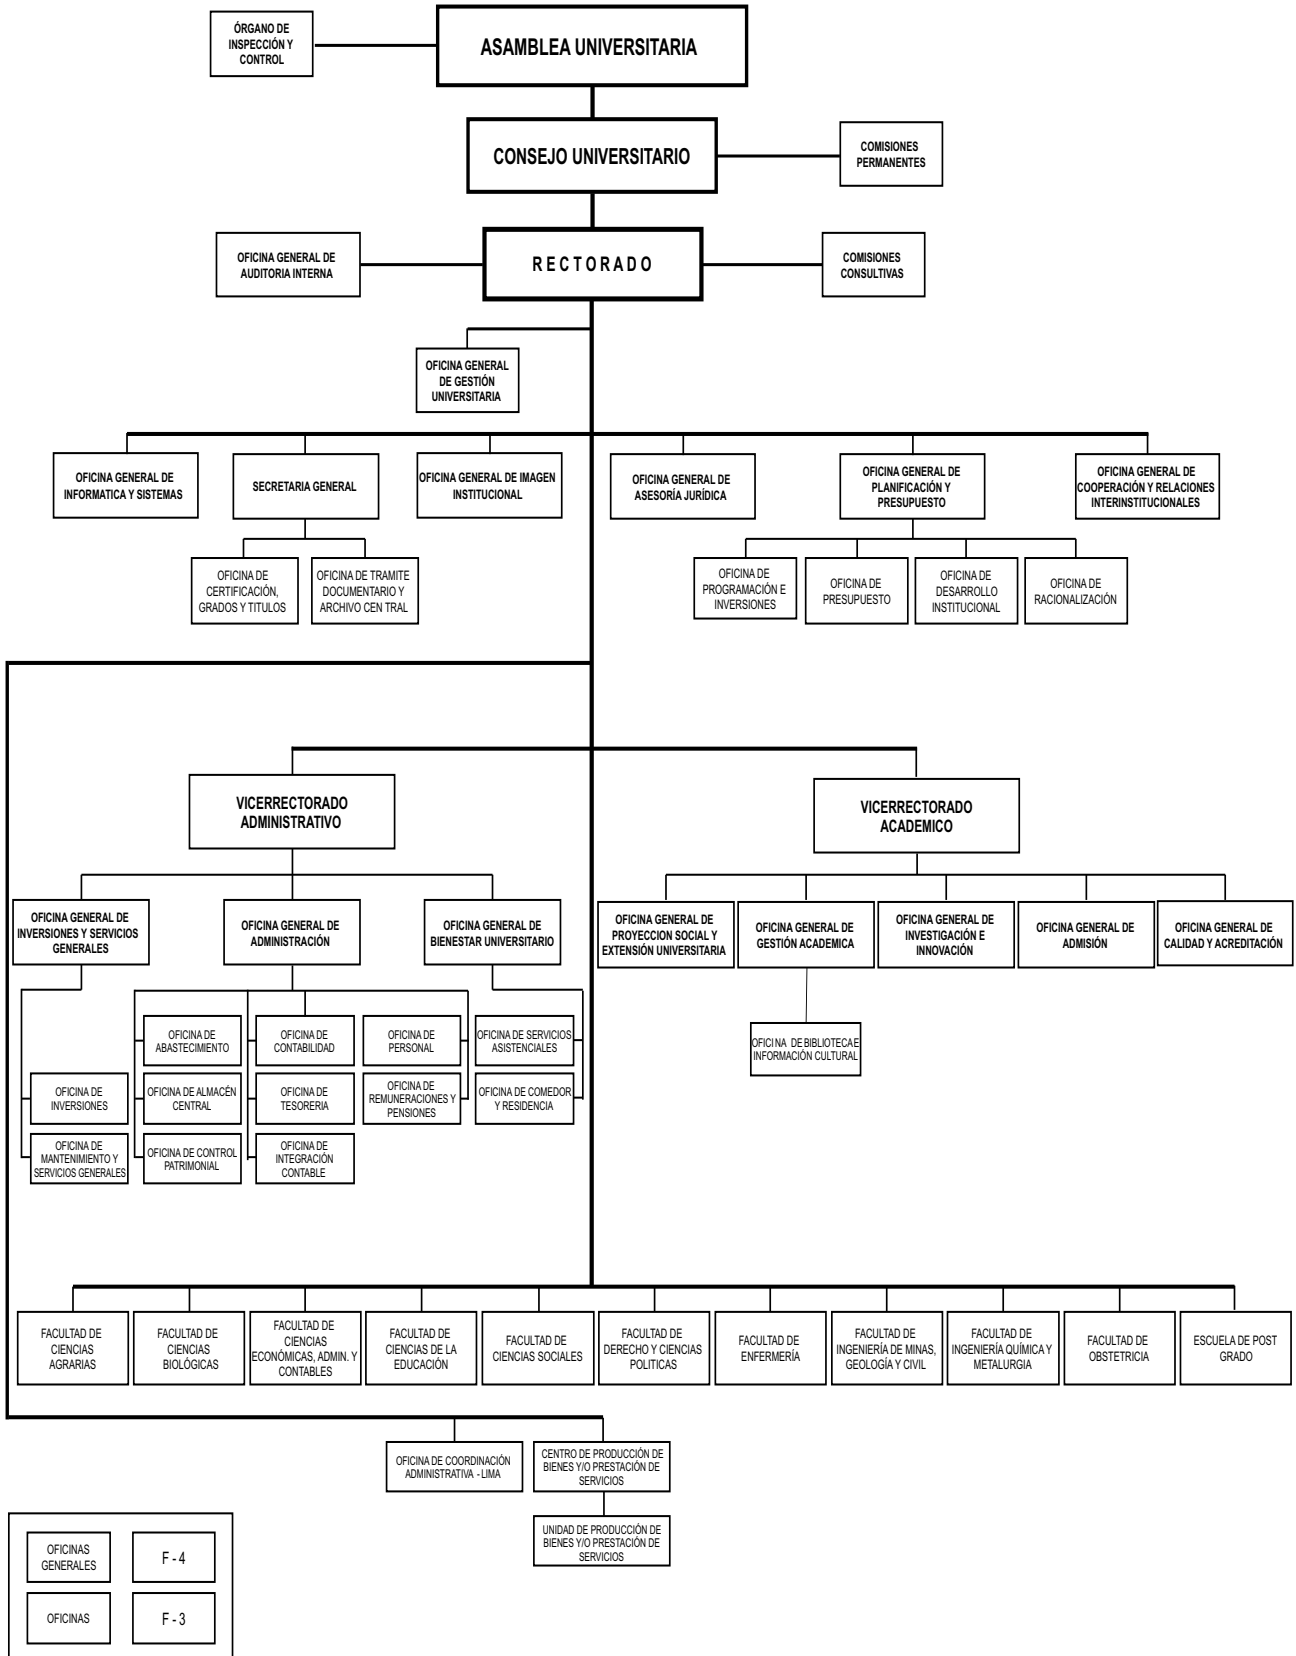 ÓRGANO DE
INSPECCIÓN Y
CONTROL
ASAMBLEA UNIVERSITARIA
CONSEJO UNIVERSITARIO
COMISIONES
PERMANENTES
OFICINA GENERAL DE
AUDITORIA INTERNA
RECTORADO
COMISIONES
CONSULTIVAS
OFICINA GENERAL
DE GESTIÓN
UNIVERSITARIA
OFICINA GENERAL DE
INFORMATICA Y SISTEMAS
SECRETARIA GENERAL
OFICINA GENERAL DE IMAGEN
INSTITUCIONAL
OFICINA GENERAL DE
ASESORÍA JURÍDICA
OFICINA GENERAL DE
PLANIFICACIÓN Y
PRESUPUESTO
OFICINA GENERAL DE
COOPERACIÓN Y RELACIONES
INTERINSTITUCIONALES
OFICINA DE
CERTIFICACIÓN,
GRADOS Y TITULOS
OFICINA DE TRAMITE
DOCUMENTARIO Y
ARCHIVO CEN TRAL
OFICINA DE
PROGRAMACIÓN E
INVERSIONES
OFICINA DE
PRESUPUESTO
OFICINA DE
DESARROLLO
INSTITUCIONAL
OFICINA DE
RACIONALIZACIÓN
VICERRECTORADO
ADMINISTRATIVO
VICERRECTORADO
ACADEMICO
OFICINA GENERAL DE
INVERSIONES Y SERVICIOS
GENERALES
OFICINA GENERAL DE
ADMINISTRACIÓN
OFICINA GENERAL DE
BIENESTAR UNIVERSITARIO
OFICINA GENERAL DE
PROYECCION SOCIAL Y
EXTENSIÓN UNIVERSITARIA
OFICINA GENERAL DE
GESTIÓN ACADEMICA
OFICINA GENERAL DE
INVESTIGACIÓN E
INNOVACIÓN
OFICINA GENERAL DE
ADMISIÓN
OFICINA GENERAL DE
CALIDAD Y ACREDITACIÓN
OFICINA DE
ABASTECIMIENTO
OFICINA DE
CONTABILIDAD
OFICINA DE
PERSONAL
OFICINA DE SERVICIOS
ASISTENCIALES
OFICINA DE BIBLIOTECA E
INFORMACIÓN CULTURAL
OFICINA DE
INVERSIONES
OFICINA DE ALMACÉN
CENTRAL
OFICINA DE
TESORERIA
OFICINA DE
REMUNERACIONES Y
PENSIONES
OFICINA DE COMEDOR
Y RESIDENCIA
OFICINA DE
MANTENIMIENTO Y
SERVICIOS GENERALES
OFICINA DE CONTROL
PATRIMONIAL
OFICINA DE
INTEGRACIÓN
CONTABLE
FACULTAD DE
CIENCIAS
AGRARIAS
FACULTAD DE
CIENCIAS
BIOLÓGICAS
FACULTAD DE
CIENCIAS
ECONÓMICAS, ADMIN. Y
CONTABLES
FACULTAD DE
CIENCIAS DE LA
EDUCACIÓN
FACULTAD DE
CIENCIAS SOCIALES
FACULTAD DE
DERECHO Y CIENCIAS
POLITICAS
FACULTAD DE
ENFERMERÍA
FACULTAD DE
INGENIERÍA DE MINAS,
GEOLOGÍA Y CIVIL
FACULTAD DE
INGENIERÍA QUÍMICA Y
METALURGIA
FACULTAD DE
OBSTETRICIA
ESCUELA DE POST
GRADO
OFICINA DE COORDINACIÓN
ADMINISTRATIVA - LIMA
CENTRO DE PRODUCCIÓN DE
BIENES Y/O PRESTACIÓN DE
SERVICIOS
UNIDAD DE PRODUCCIÓN DE
BIENES Y/O PRESTACIÓN DE
SERVICIOS
OFICINAS
GENERALES
F - 4
OFICINAS
F - 3